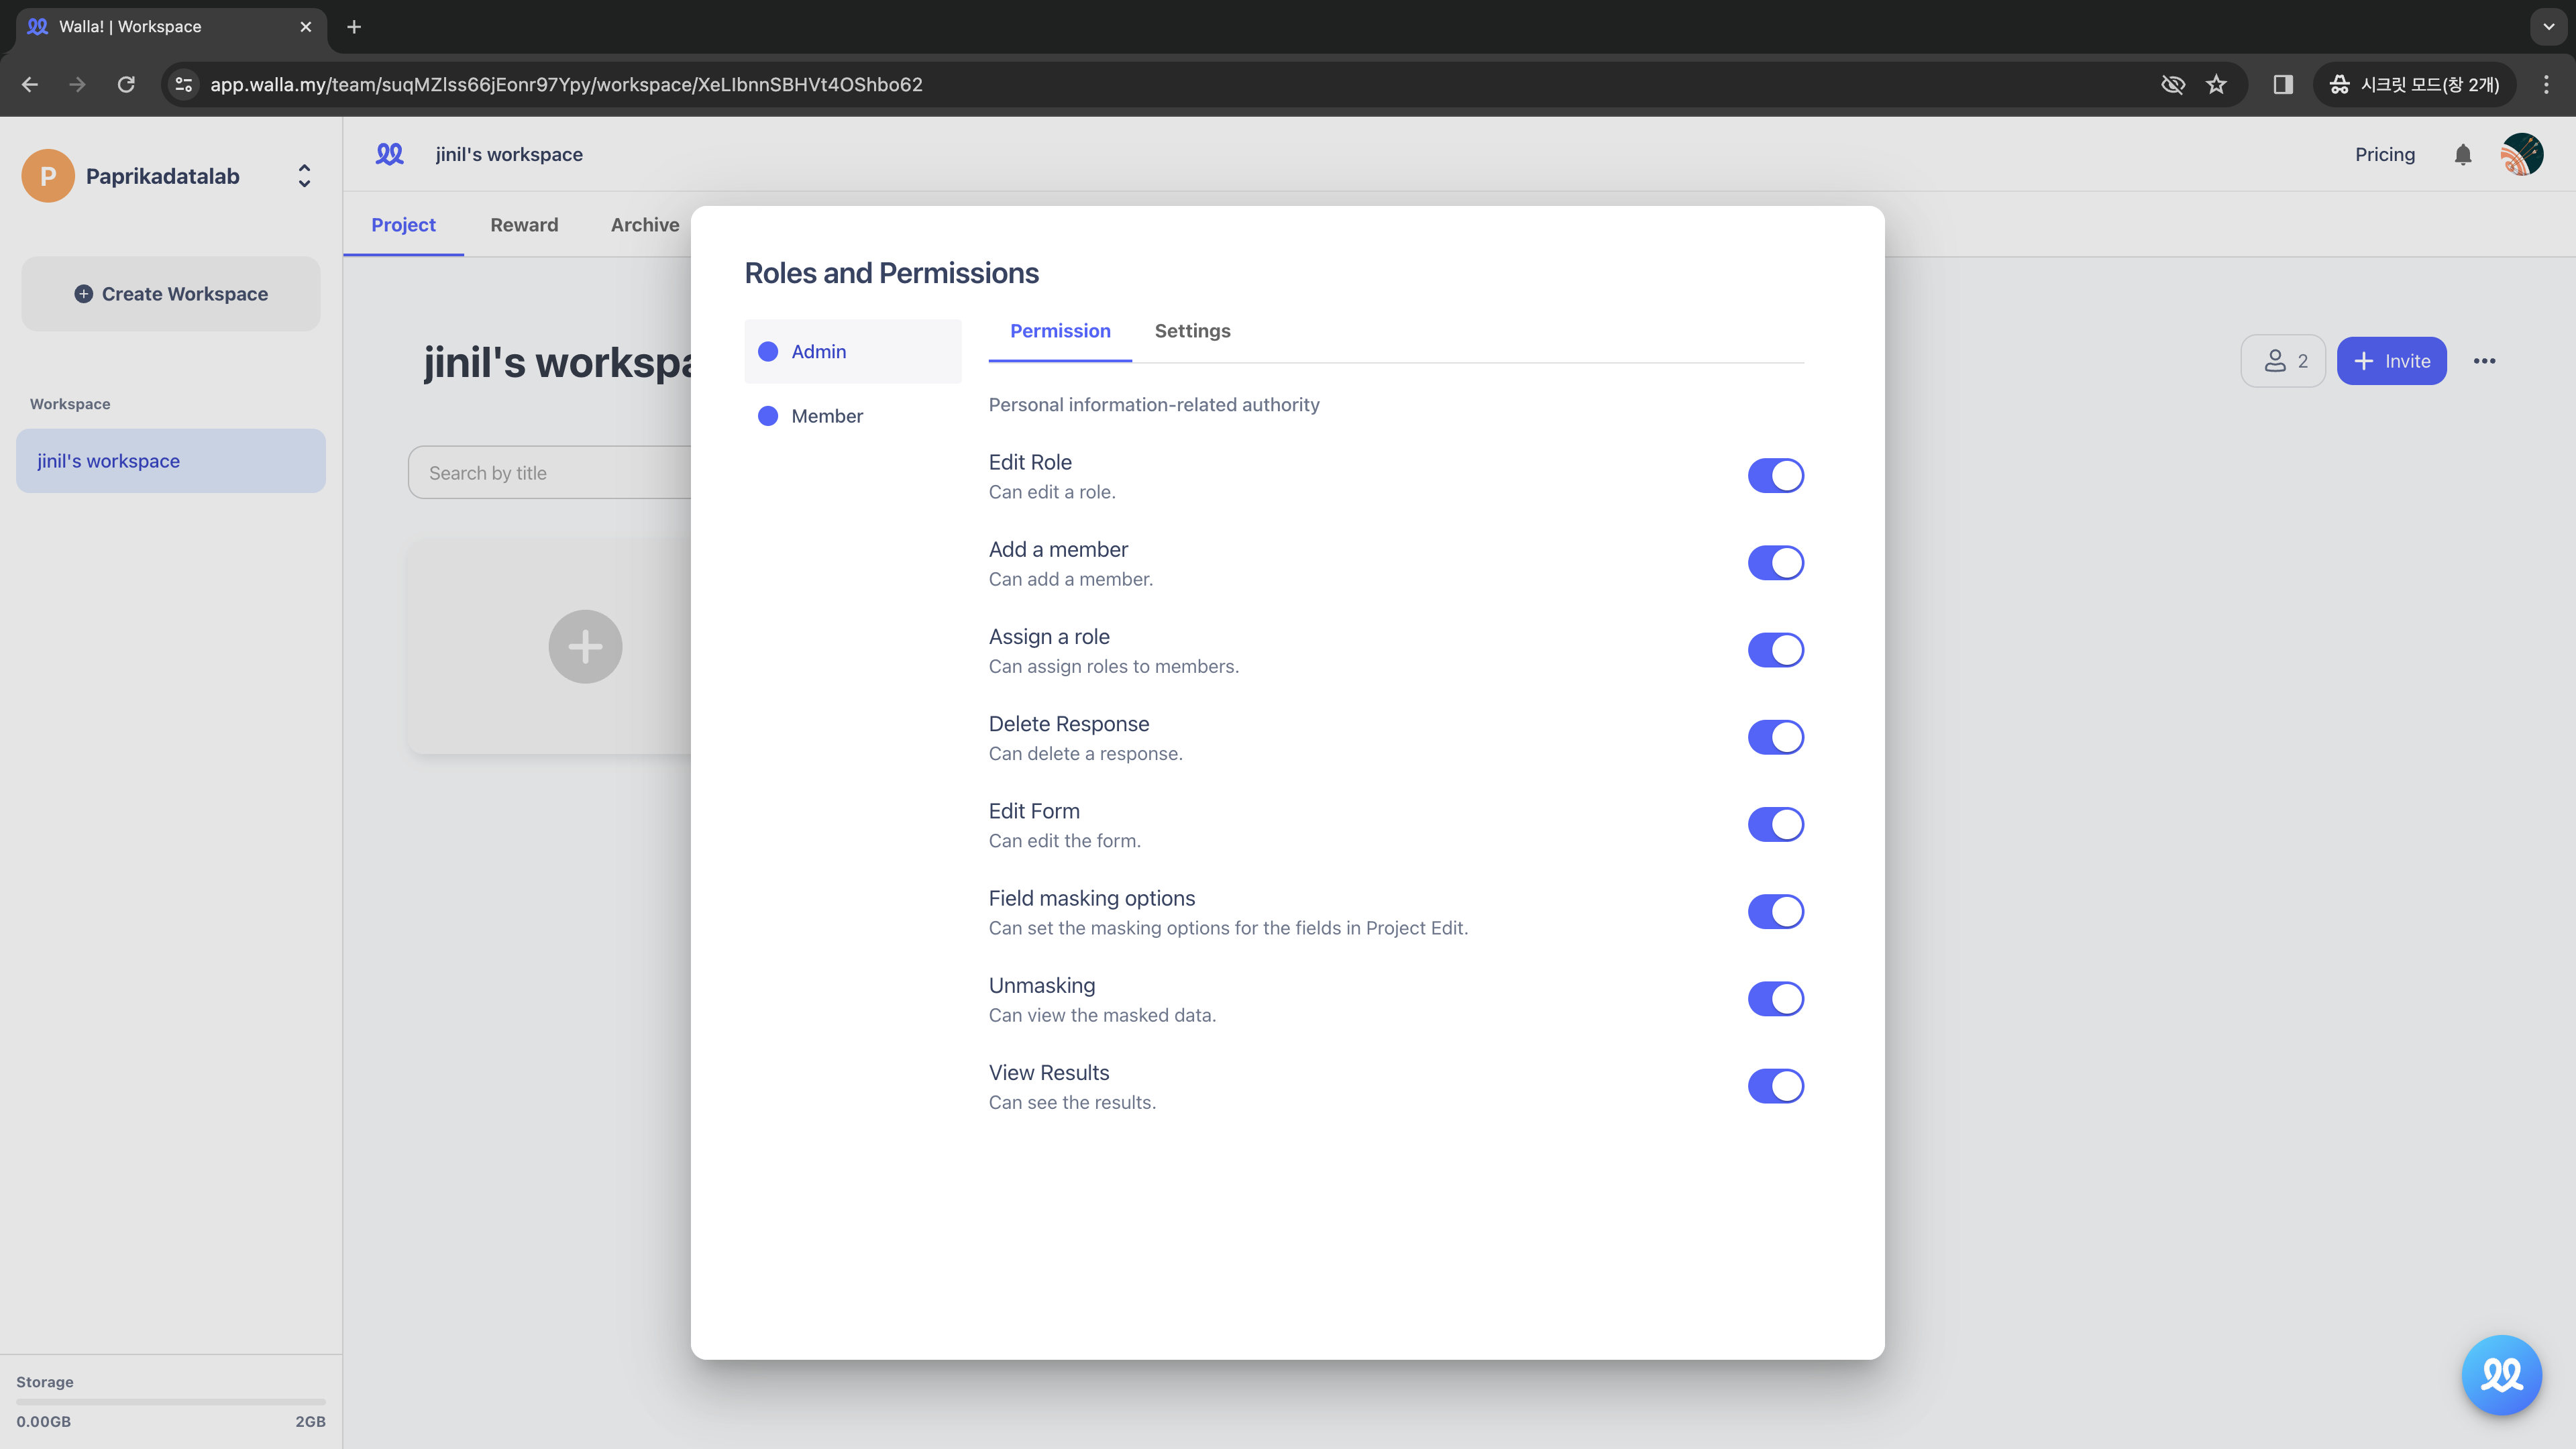 Walla! | Workspace
app.walla.my/team/suqMZlss66jEonr97Ypy/workspace/XeLIbnnSBHVt4OShbo62
시크릿 모드(창 2개)
P
Paprikadatalab
Create Workspace
Workspace
jinil's workspace
Storage
0.00GB
2GB
jinil's workspace
Pricing
Project
Reward
Archive
jinil's workspa
2
Invite
Search by title
Roles and Permissions
Admin
Member
Permission
Settings
Personal information-related authority
Edit Role
Can edit a role.
Add a member
Can add a member.
Assign a role
Can assign roles to members.
Delete Response
Can delete a response.
Edit Form
Can edit the form.
Field masking options
Can set the masking options for the fields in Project Edit.
Unmasking
Can view the masked data.
View Results
Can see the results.